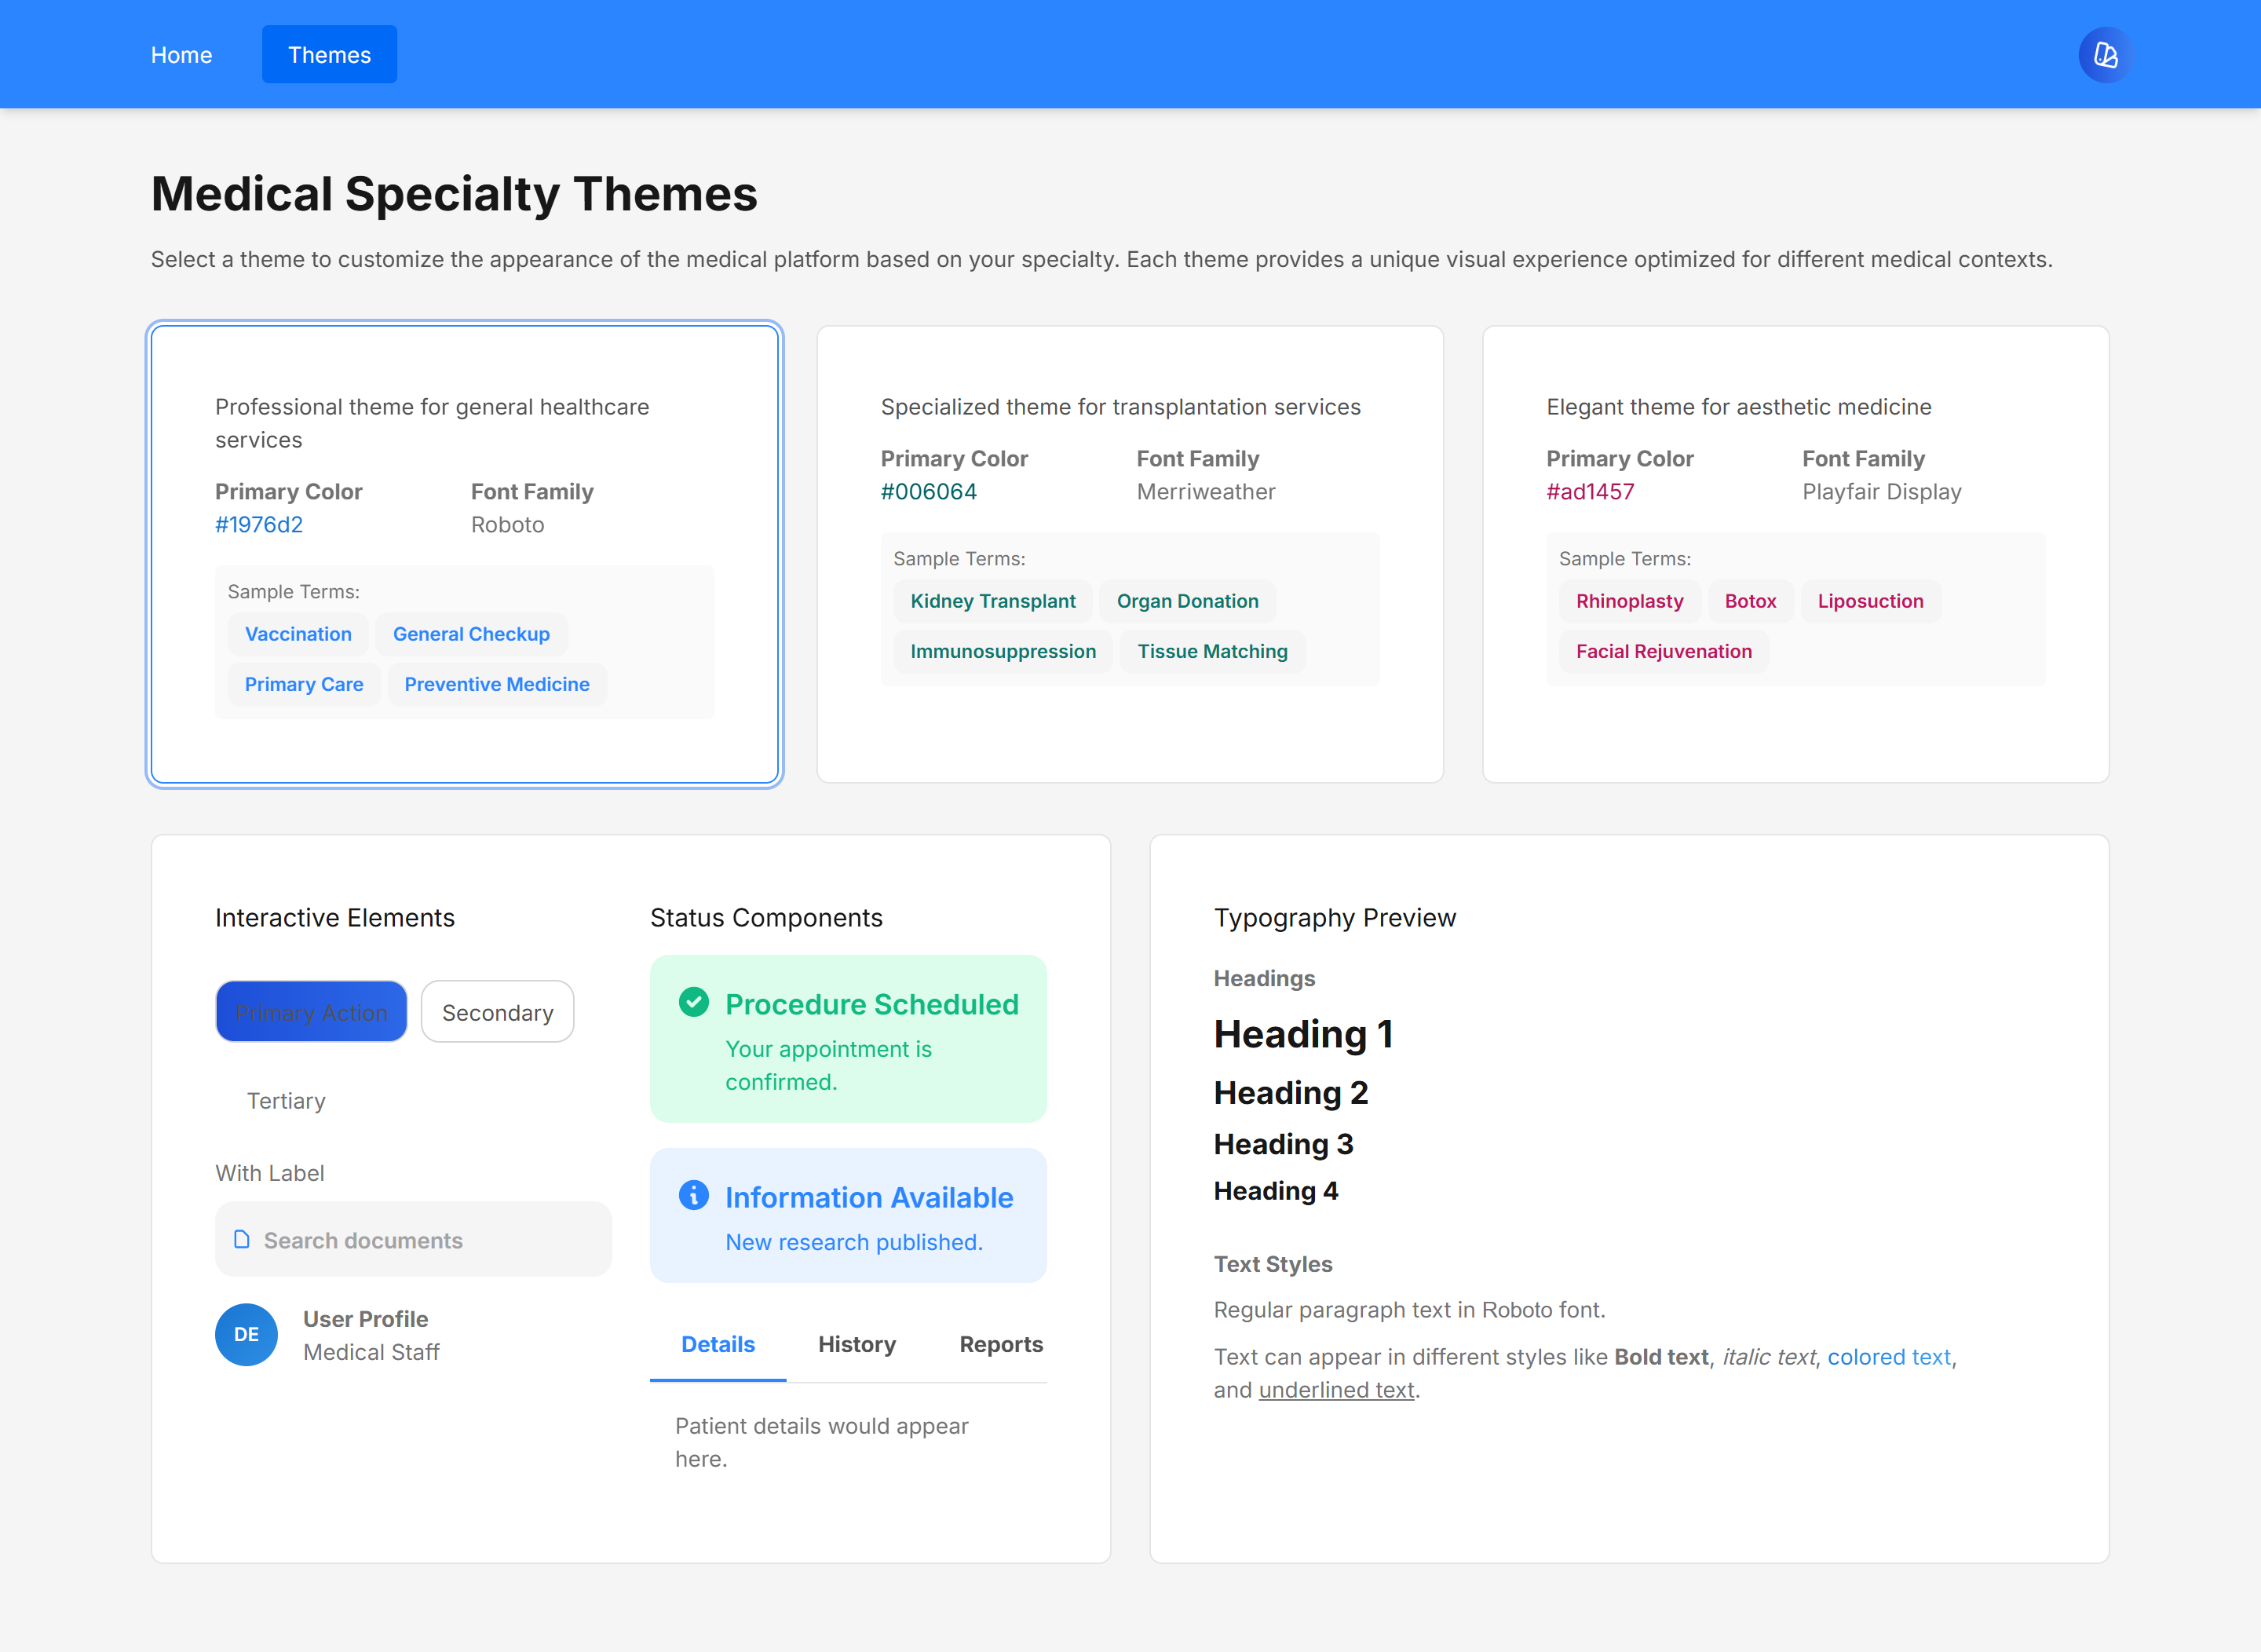 Home
Themes
Medical Specialty Themes
Select a theme to customize the appearance of the medical platform based on your specialty. Each theme provides a unique visual experience optimized for different medical contexts.
Professional theme for general healthcare
services
Primary Color
#1976d2
Font Family
Roboto
Sample Terms:
Vaccination
General Checkup
Primary Care
Preventive Medicine
Specialized theme for transplantation services
Primary Color
#006064
Font Family
Merriweather
Sample Terms:
Kidney Transplant
Organ Donation
Immunosuppression
Tissue Matching
Elegant theme for aesthetic medicine
Primary Color
#ad1457
Font Family
Playfair Display
Sample Terms:
Rhinoplasty
Botox
Liposuction
Facial Rejuvenation
Interactive Elements
Primary Action
Secondary
Tertiary
With Label
Search documents
DE
User Profile
Medical Staff
Status Components
Procedure Scheduled
Your appointment is
confirmed.
Information Available
New research published.
Details
History
Reports
Patient details would appear
here.
Typography Preview
Headings
Heading 1
Heading 2
Heading 3
Heading 4
Text Styles
Regular paragraph text in Roboto font.
Text can appear in different styles like Bold text, italic text, colored text,
and underlined text.